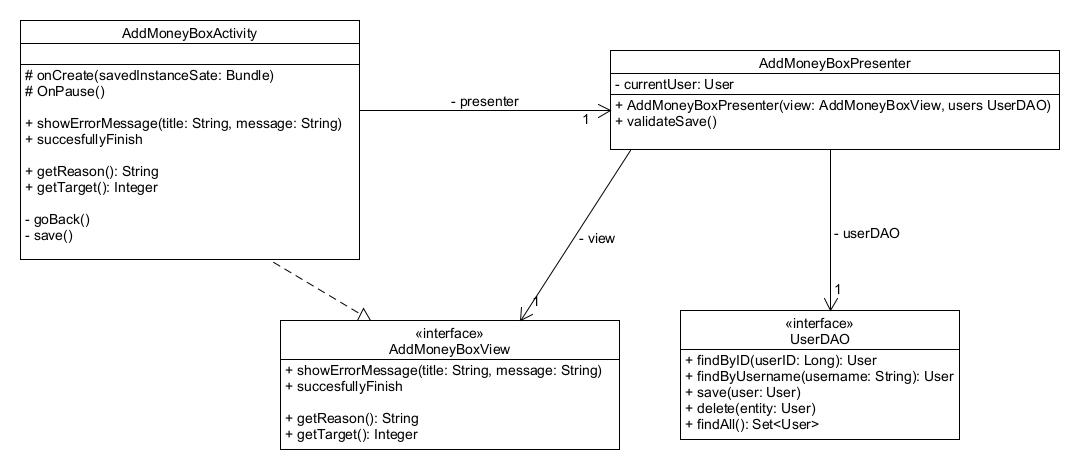 AddMoneyBoxActivity
# onCreate(savedInstanceSate: Bundle)
# OnPause()
+ showErrorMessage(title: String, message: String)
+ succesfullyFinish
+ getReason(): String
+ getTarget(): Integer
- goBack()
- save()
- presenter
1
AddMoneyBoxPresenter
- currentUser: User
+ AddMoneyBoxPresenter(view: AddMoneyBoxView, users UserDAO)
+ validateSave()
- view
1
- userDAO
1
«interface»
AddMoneyBoxView
+ showErrorMessage(title: String, message: String)
+ succesfullyFinish
+ getReason(): String
+ getTarget(): Integer
«interface»
UserDAO
+ findByID(userID: Long): User
+ findByUsername(username: String): User
+ save(user: User)
+ delete(entity: User)
+ findAll(): Set<User>